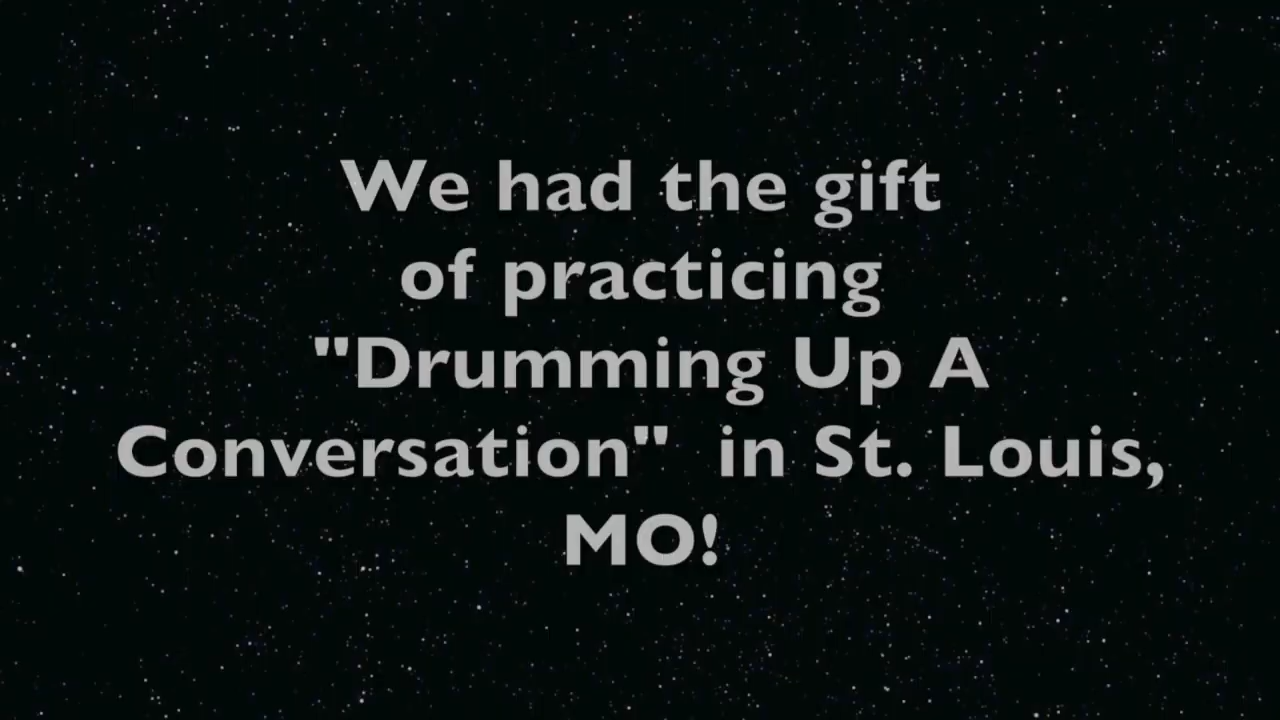 We had the gift
of practicing
"Drumming Up A
Conversation"  in St. Louis,
MO!